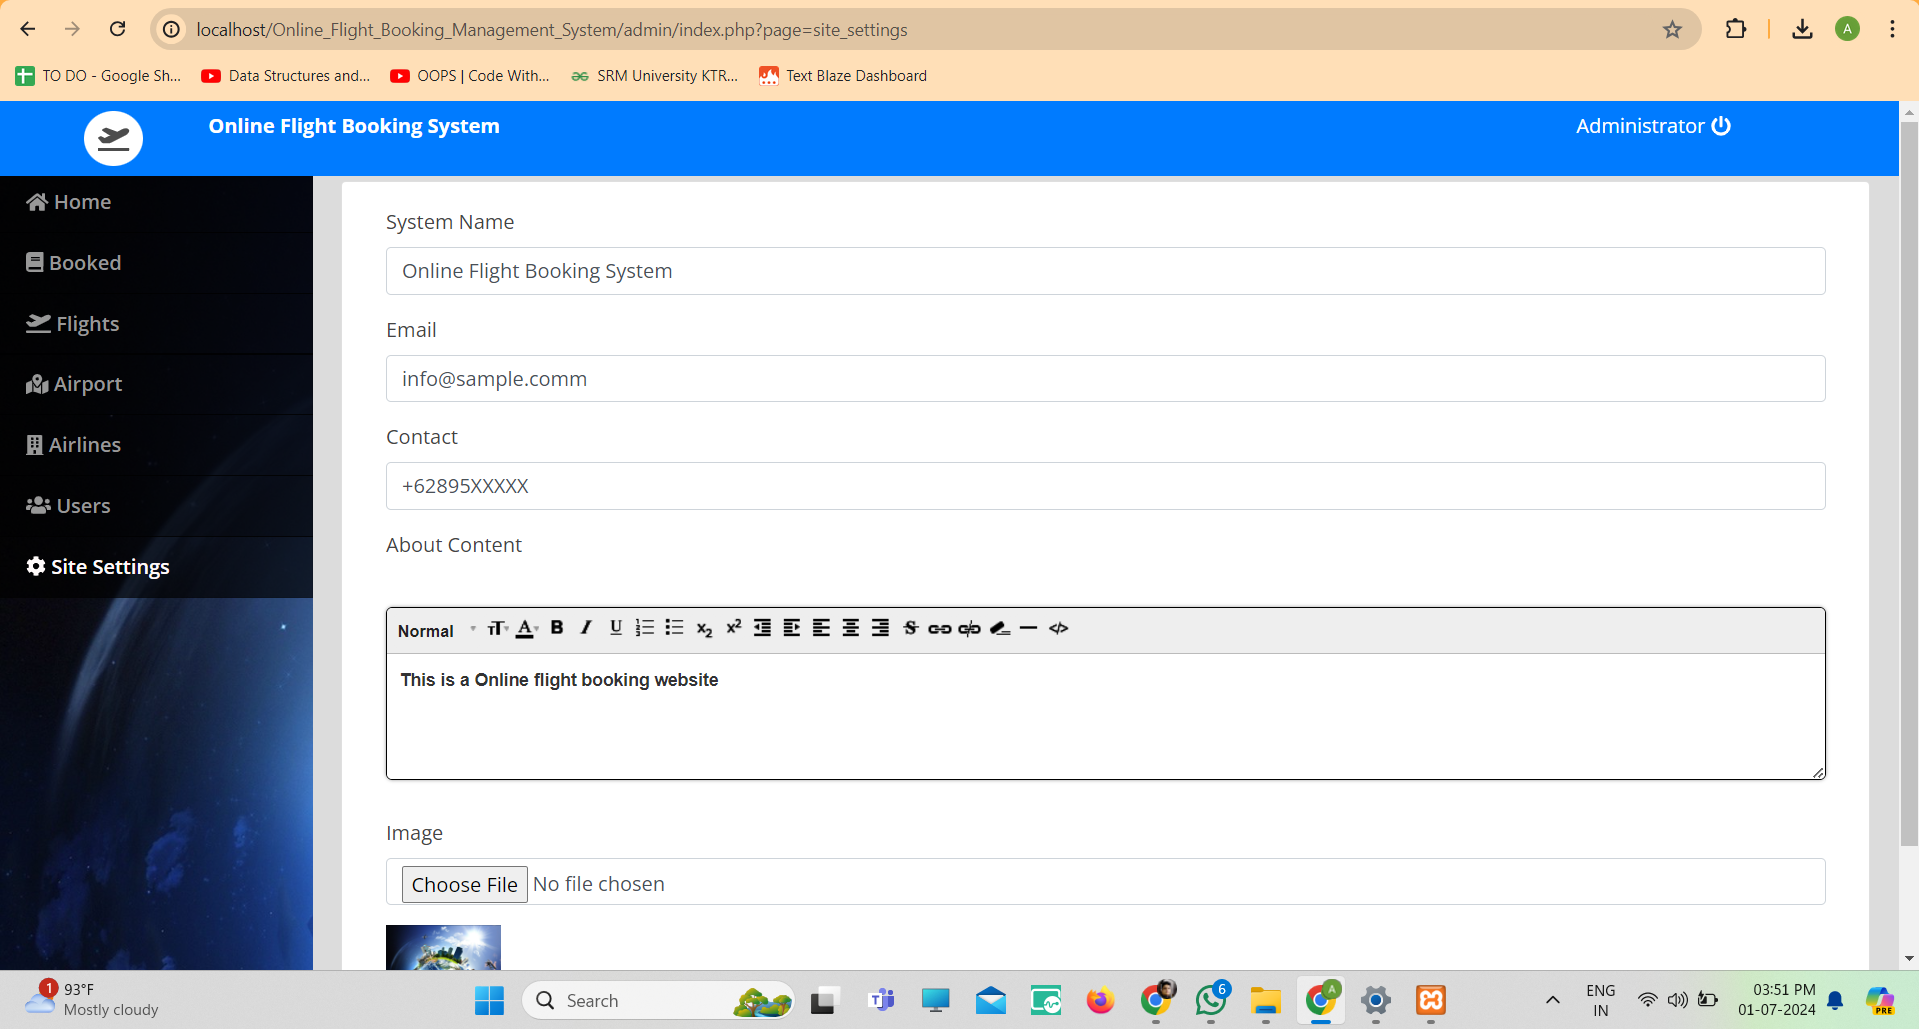 localhost/Online_Flight_Booking_Management_System/admin/index.php?page=site_settings
A
TO DO - Google Sh...
Data Structures and...
OOPS | Code With...
SRM University KTR...
Text Blaze Dashboard
Online Flight Booking System
Administrator
Home
Booked
Flights
Airport
Airlines
Users
Site Settings
System Name
Online Flight Booking System
Email
info@sample.comm
Contact
+62895XXXXX
About Content
Normal
This is a Online flight booking website
Image
Choose File No file chosen
1
93°F
Mostly cloudy
Search
6
A
ENG
IN
03:51 PM
01-07-2024
PRE